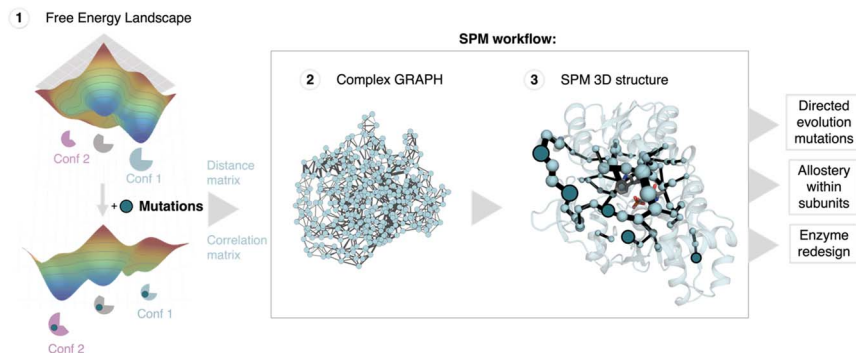 1 Free Energy Landscape
Conf 2
Conf 1
+ Mutations
Conf 1
Conf 2
Distance
matrix
Correlation
matrix
SPM workflow:
2 Complex GRAPH
3 SPM 3D structure
Directed
evolution
mutations
Allostery
within
subunits
Enzyme
redesign